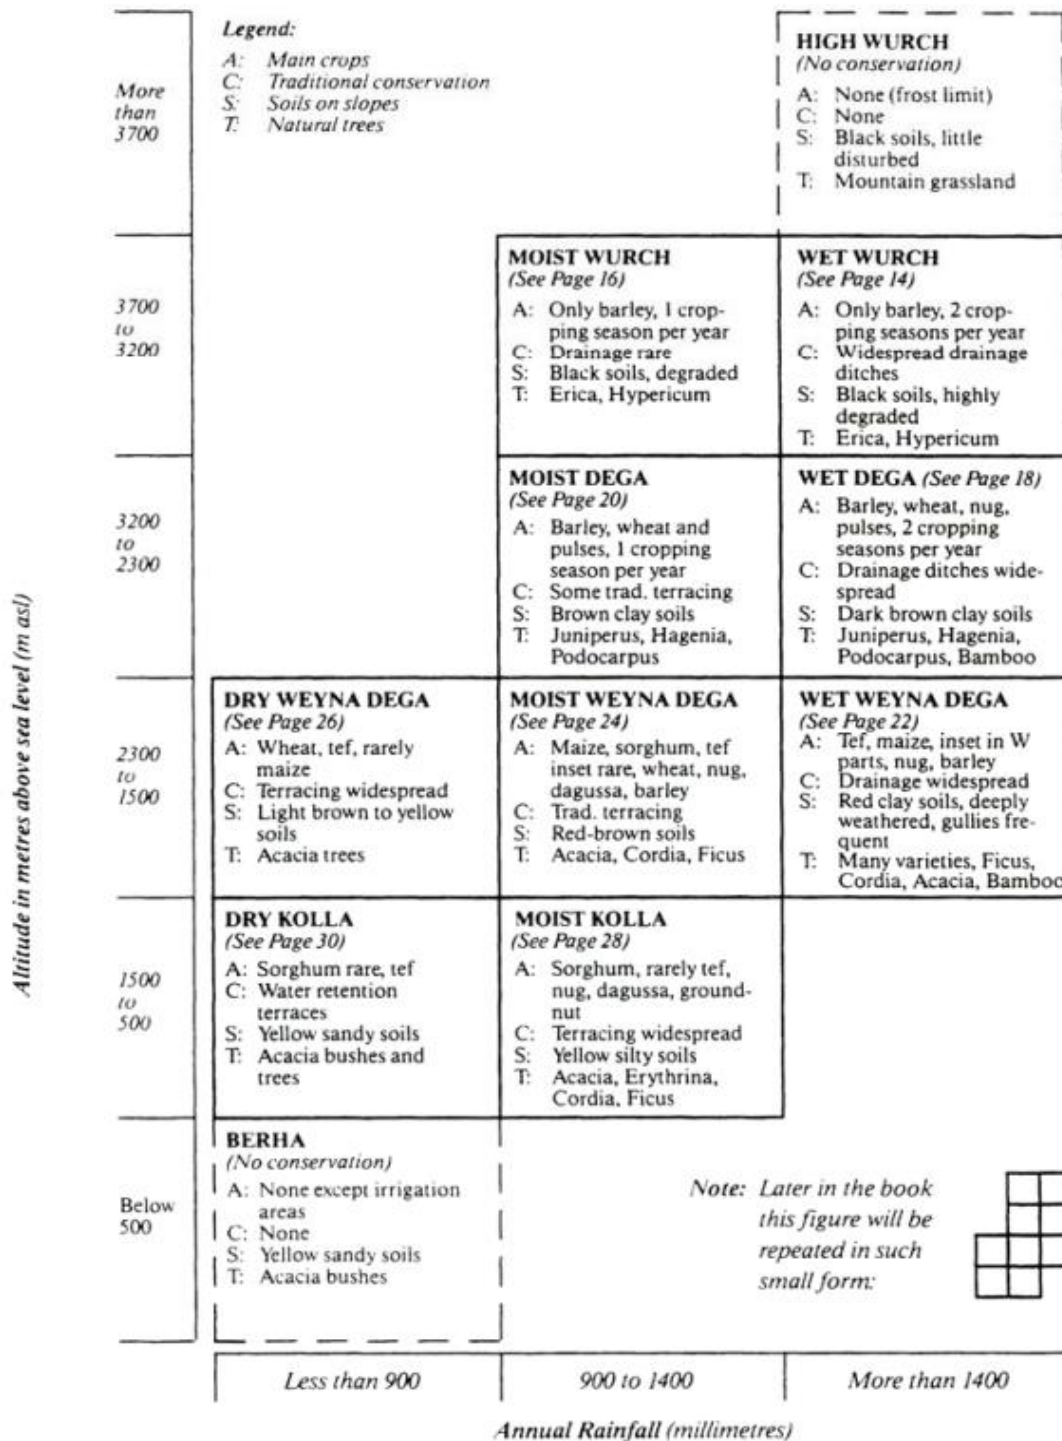 Legend:
A: Main crops
C: Traditional conservation
S: Soils on slopes
T: Natural trees
More
than
3700
HIGH WURCH
(No conservation)
A: None (frost limit)
C: None
S: Black soils, little
disturbed
T: Mountain grassland
3700
to
3200
MOIST WURCH
(See Page 16)
A: Only barley, 1 crop-
ping season per year
C: Drainage rare
S: Black soils, degraded
T: Erica, Hypericum
WET WURCH
(See Page 14)
A: Only barley, 2 crop-
ping seasons per year
C: Widespread drainage
ditches
S: Black soils, highly
degraded
T: Erica, Hypericum
3200
to
2300
MOIST DEGA
(See Page 20)
A: Barley, wheat and
pulses, 1 cropping
season per year
C: Some trad. terracing
S: Brown clay soils
T: Juniperus, Hagenia,
Podocarpus
WET DEGA (See Page 18)
A: Barley, wheat, nug,
pulses, 2 cropping
seasons per year
C: Drainage ditches wide-
spread
S: Dark brown clay soils
T: Juniperus, Hagenia,
Podocarpus, Bamboo
Altitude in metres above sea level (m asl)
2300
to
1500
DRY WEYNA DEGA
(See Page 26)
A: Wheat, tef, rarely
maize
C: Terracing widespread
S: Light brown to yellow
soils
T: Acacia trees
MOIST WEYNA DEGA
(See Page 24)
A: Maize, sorghum, tef
inset rare, wheat, nug,
dagussa, barley
C: Trad. terracing
S: Red-brown soils
T: Acacia, Cordia, Ficus
WET WEYNA DEGA
(See Page 22)
A: Tef, maize, inset in W
parts, nug, barley
C: Drainage widespread
S: Red clay soils, deeply
weathered, gullies fre-
quent
T: Many varieties, Ficus,
Cordia, Acacia, Bamboo
1500
to
500
DRY KOLLA
(See Page 30)
A: Sorghum rare, tef
C: Water retention
terraces
S: Yellow sandy soils
T: Acacia bushes and
trees
MOIST KOLLA
(See Page 28)
A: Sorghum, rarely tef,
nug, dagussa, ground-
nut
C: Terracing widespread
S: Yellow silty soils
T: Acacia, Erythrina,
Cordia, Ficus
Below
500
BERHA
(No conservation)
A: None except irrigation
areas
C: None
S: Yellow sandy soils
T: Acacia bushes
Note: Later in the book
this figure will be
repeated in such
small form:
Less than 900
900 to 1400
More than 1400
Annual Rainfall (millimetres)